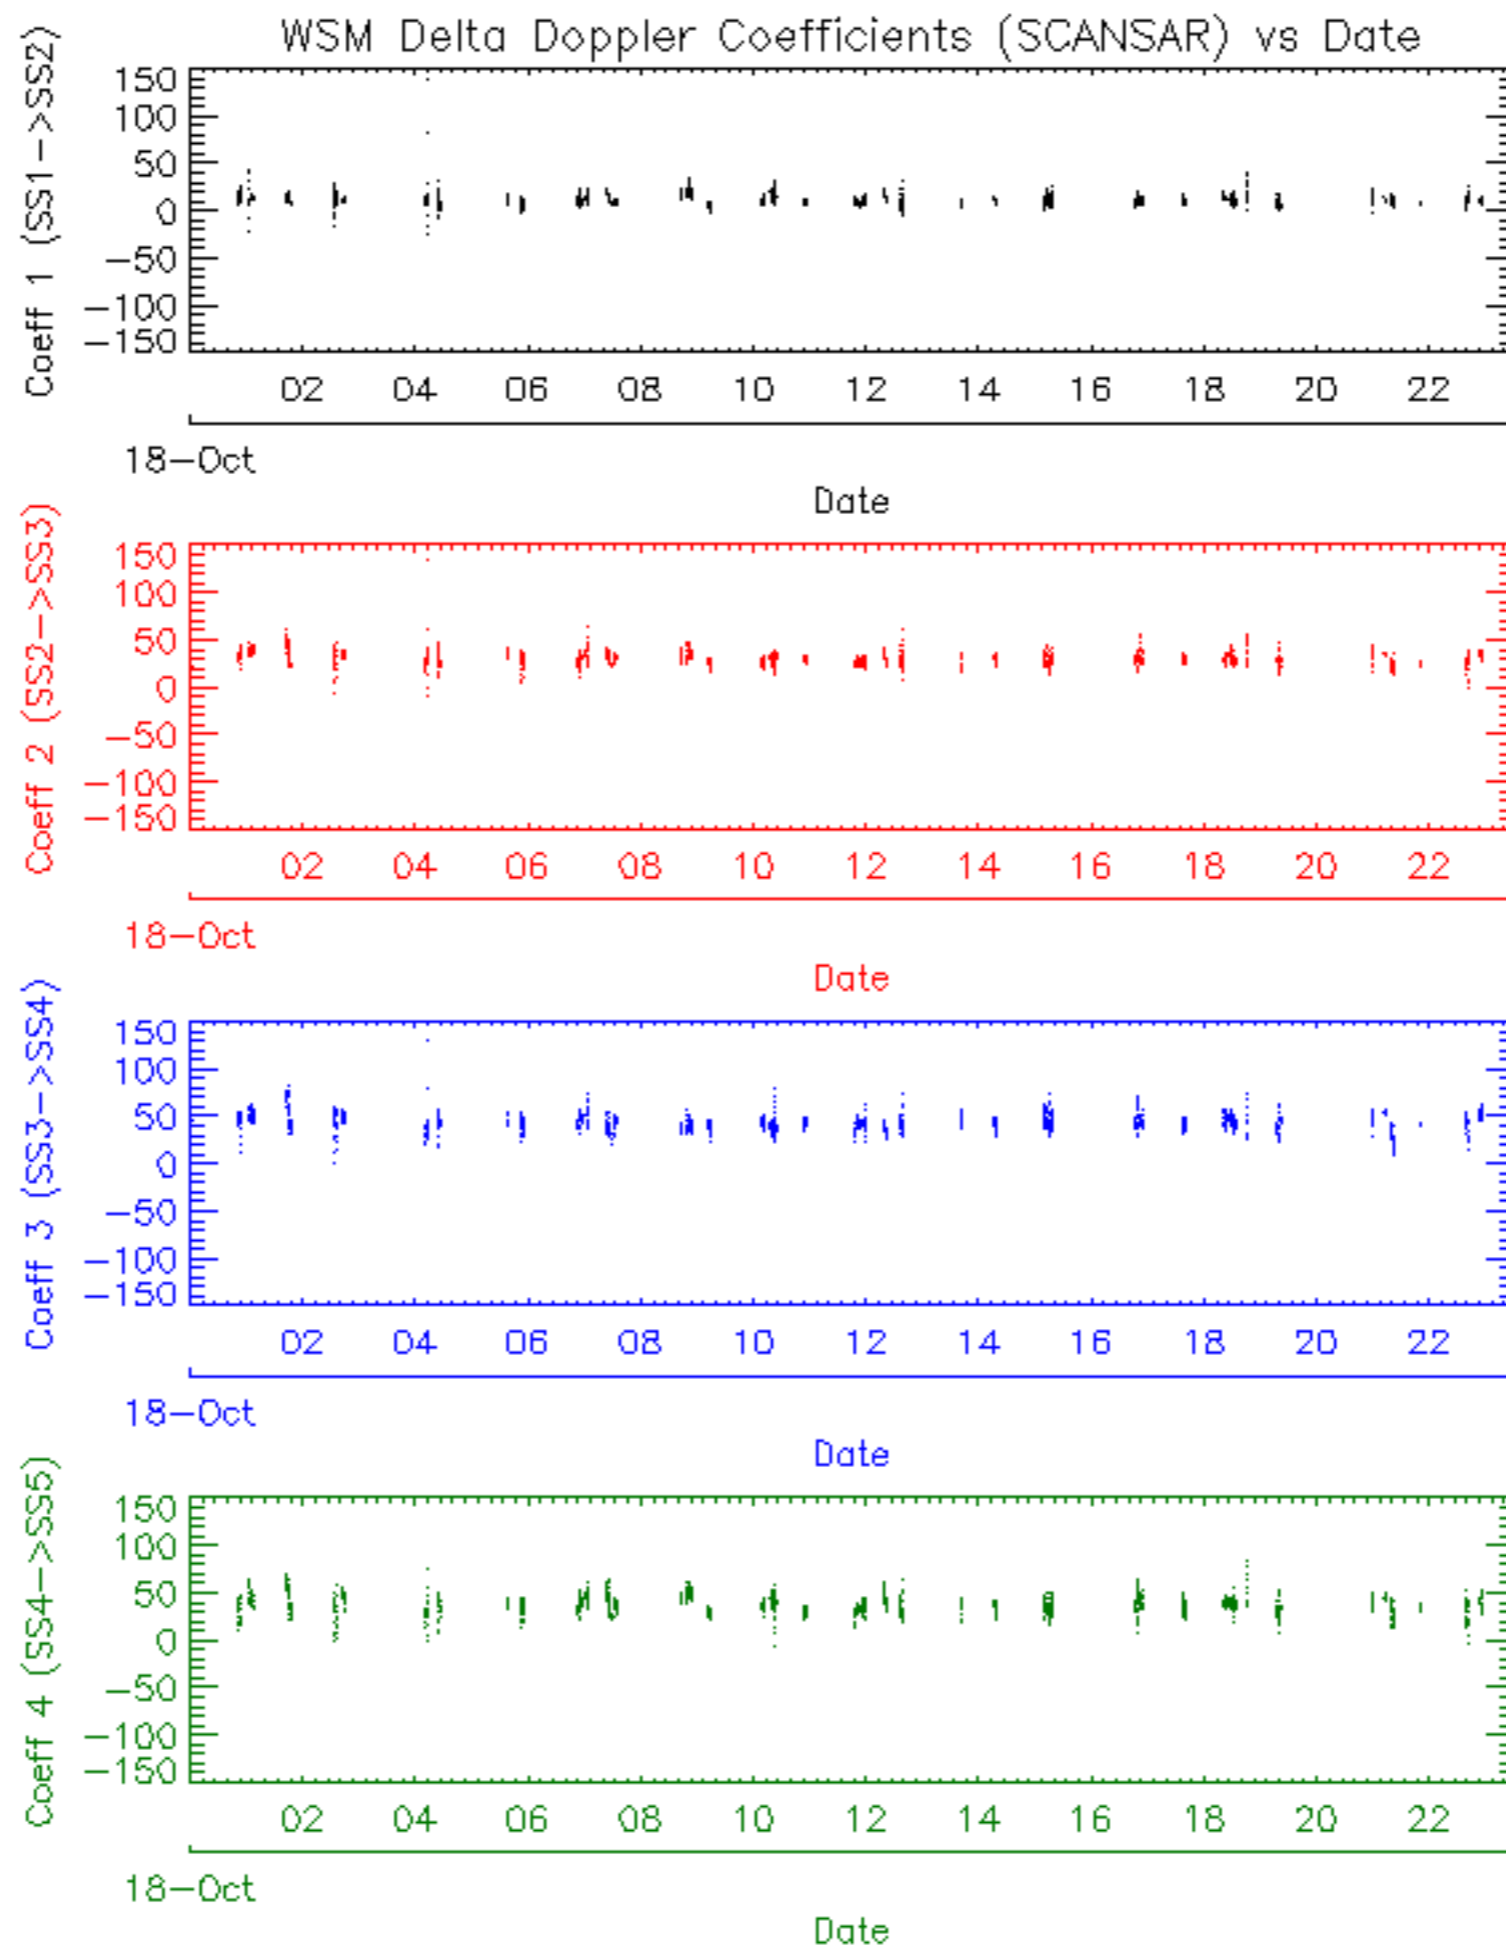 WSM Delta Doppler Coefficients (SCANSAR) vs Date
Coeff 1 (SS1->SS2)
150
100
50
0
-50
-100
-150
02 04 06 08 10 12 14 16 18 20 22
18-Oct
Date
Coeff 2 (SS2->SS3)
150
100
50
0
-50
-100
-150
02 04 06 08 10 12 14 16 18 20 22
18-Oct
Date
Coeff 3 (SS3->SS4)
150
100
50
0
-50
-100
-150
02 04 06 08 10 12 14 16 18 20 22
18-Oct
Date
Coeff 4 (SS4->SS5)
150
100
50
0
-50
-100
-150
02 04 06 08 10 12 14 16 18 20 22
18-Oct
Date